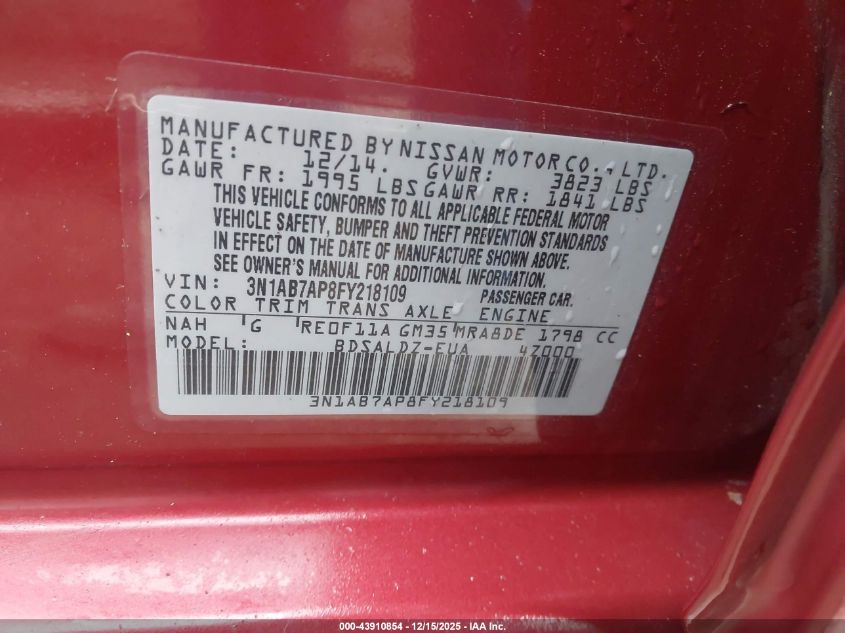 MANUFACTURED BY NISSAN MOTOR CO., LTD.
DATE: 12/14. GVWR: 3823 LBS
GAWR FR: 1995 LBS GAWR RR: 1841 LBS
THIS VEHICLE CONFORMS TO ALL APPLICABLE FEDERAL MOTOR
VEHICLE SAFETY, BUMPER AND THEFT PREVENTION STANDARDS
IN EFFECT ON THE DATE OF MANUFACTURE SHOWN ABOVE.
SEE OWNER'S MANUAL FOR ADDITIONAL INFORMATION.
VIN: 3N1AB7AP8FY218109 PASSENGER CAR.
COLOR TRIM TRANS AXLE ENGINE
NAH G RE0F11A GM35 MRA8DE 1798 CC
MODEL: BDSALDZ-EUA 4Z000
3N1AB7AP8FY218109
000-43910854 - 12/15/2025 - IAA Inc.